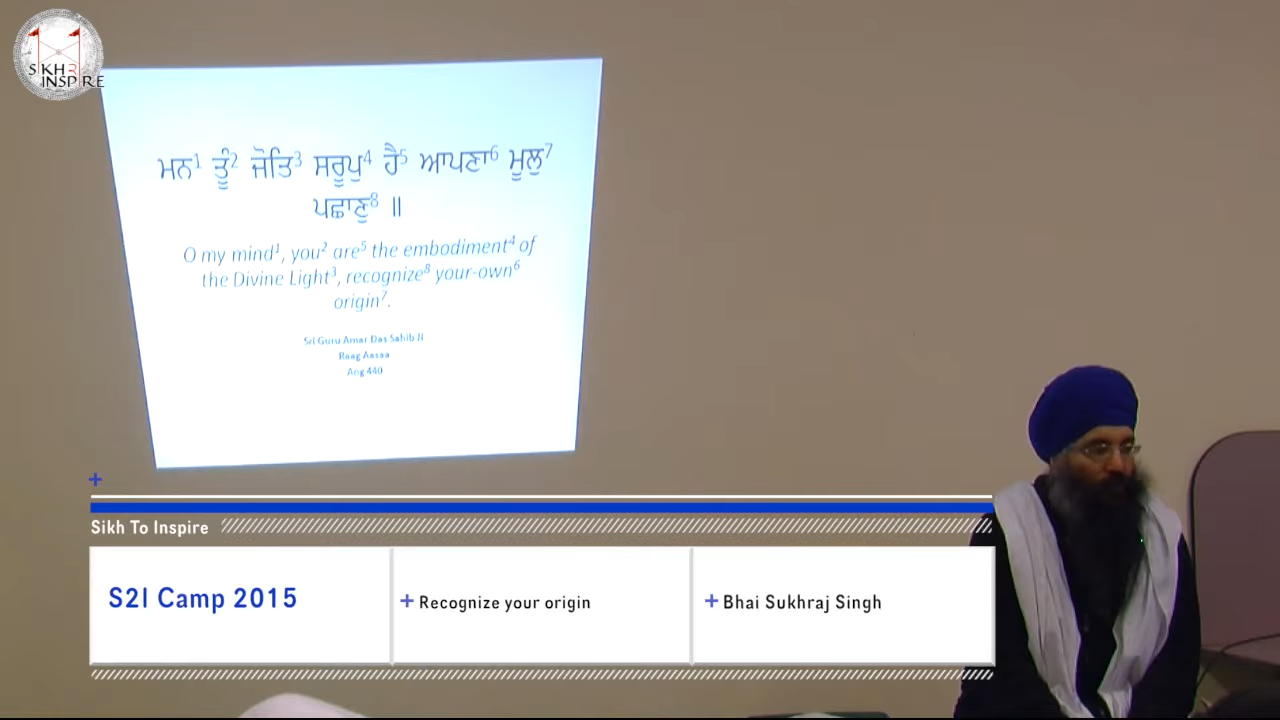 SIKH 2 INSPIRE
ਮਨ¹ ਤੂੰ² ਜੋਤਿ³ ਸਰੂਪੁ⁴ ਹੈ⁵ ਆਪਣਾ⁶ ਮੂਲੁ⁷
ਪਛਾਣੁ⁸ ॥
O my mind¹, you² are⁵ the embodiment⁴ of
the Divine Light³, recognize⁸ your-own⁶
origin⁷.
Sri Guru Amar Das Sahib Ji
Raag Aasaa
Ang 440
Sikh To Inspire
S2I Camp 2015
+ Recognize your origin
+ Bhai Sukhraj Singh